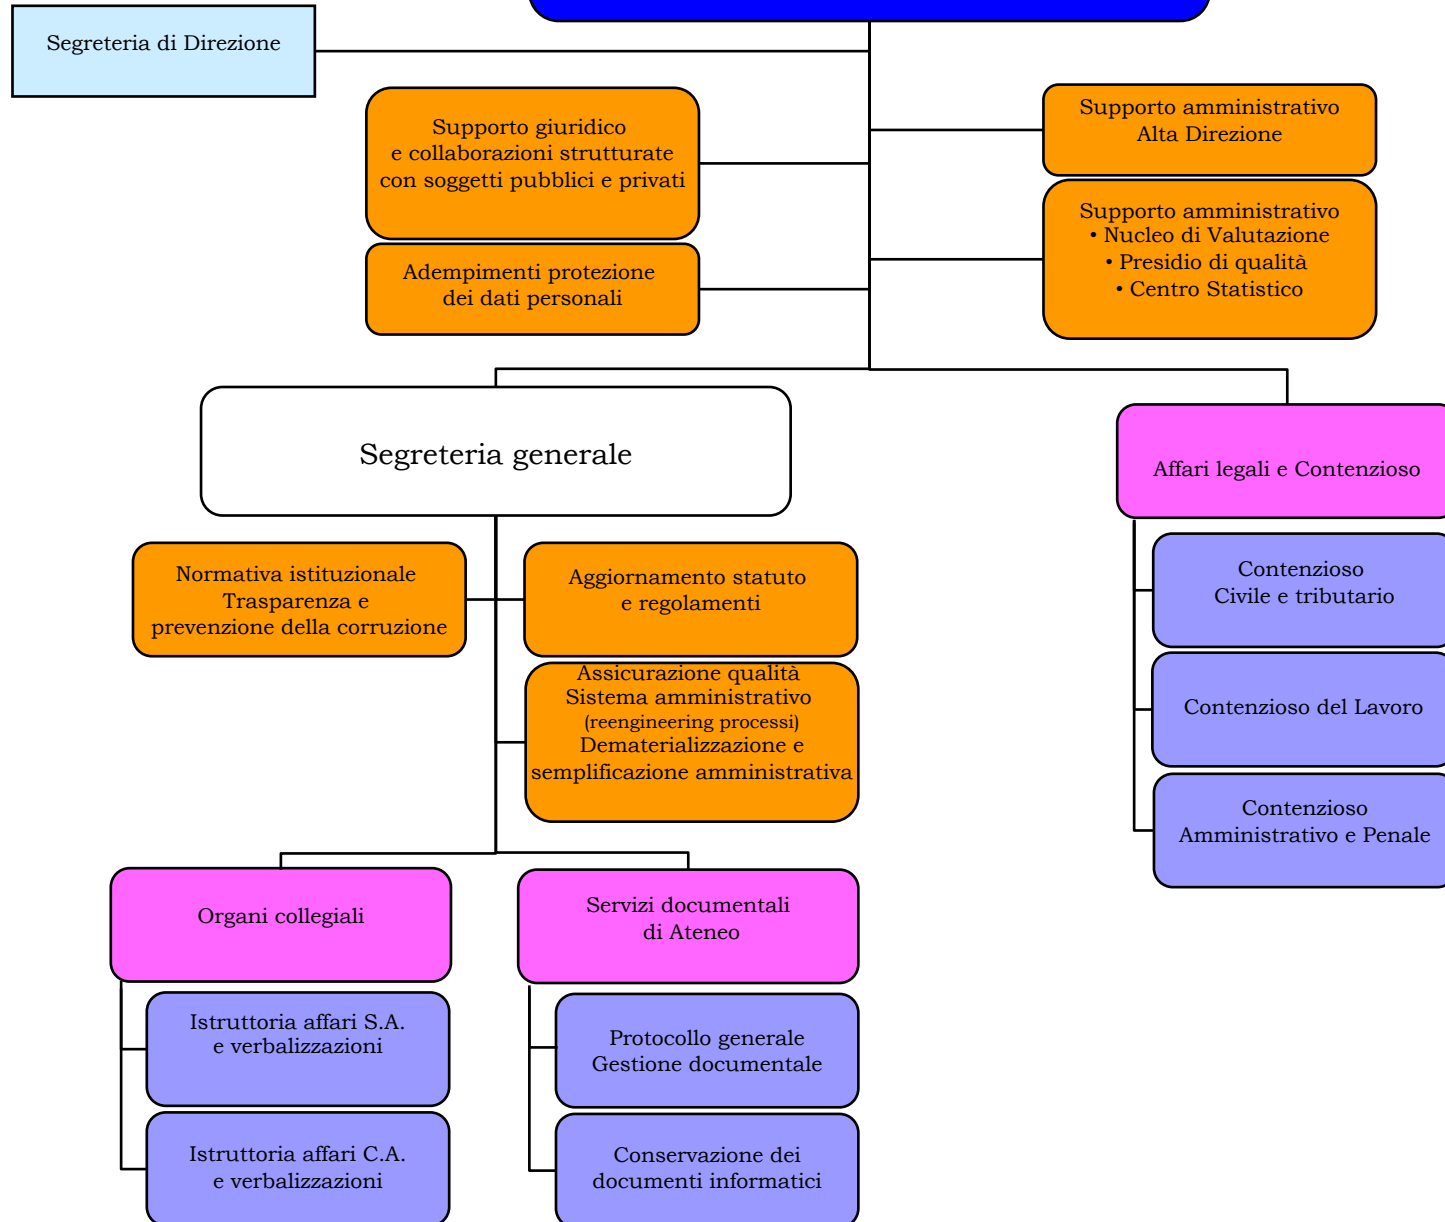 Segreteria di Direzione
Supporto giuridico
e collaborazioni strutturate
con soggetti pubblici e privati
Supporto amministrativo
Alta Direzione
Adempimenti protezione
dei dati personali
Supporto amministrativo
• Nucleo di Valutazione
• Presidio di qualità
• Centro Statistico
Segreteria generale
Affari legali e Contenzioso
Normativa istituzionale
Trasparenza e
prevenzione della corruzione
Aggiornamento statuto
e regolamenti
Assicurazione qualità
Sistema amministrativo
(reengineering processi)
Dematerializzazione e
semplificazione amministrativa
Contenzioso
Civile e tributario
Contenzioso del Lavoro
Contenzioso
Amministrativo e Penale
Organi collegiali
Servizi documentali
di Ateneo
Istruttoria affari S.A.
e verbalizzazioni
Protocollo generale
Gestione documentale
Istruttoria affari C.A.
e verbalizzazioni
Conservazione dei
documenti informatici